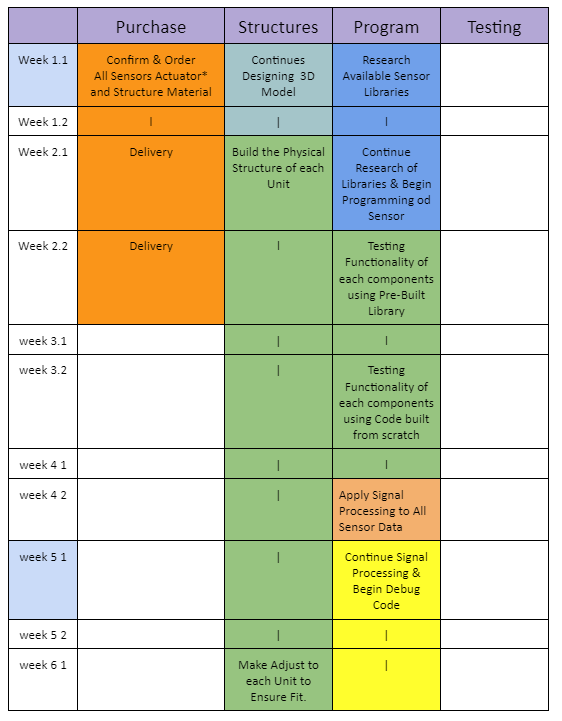 Purchase Structures Program Testing
Week 1.1
Confirm & Order
All Sensors Actuator*
and Structure Material
Continues
Designing 3D
Model
Research
Available Sensor
Libraries
Week 1.2
|
|
|
Week 2.1
Delivery
Build the Physical
Structure of each
Unit
Continue
Research of
Libraries & Begin
Programming od
Sensor
Week 2.2
Delivery
|
Testing
Functionality of
each components
using Pre-Built
Library
week 3.1
|
|
week 3.2
|
Testing
Functionality of
each components
using Code built
from scratch
week 4 1
|
|
week 4 2
|
Apply Signal
Processing to All
Sensor Data
week 5 1
|
Continue Signal
Processing &
Begin Debug
Code
week 5 2
|
|
week 6 1
Make Adjust to
each Unit to
Ensure Fit.
|